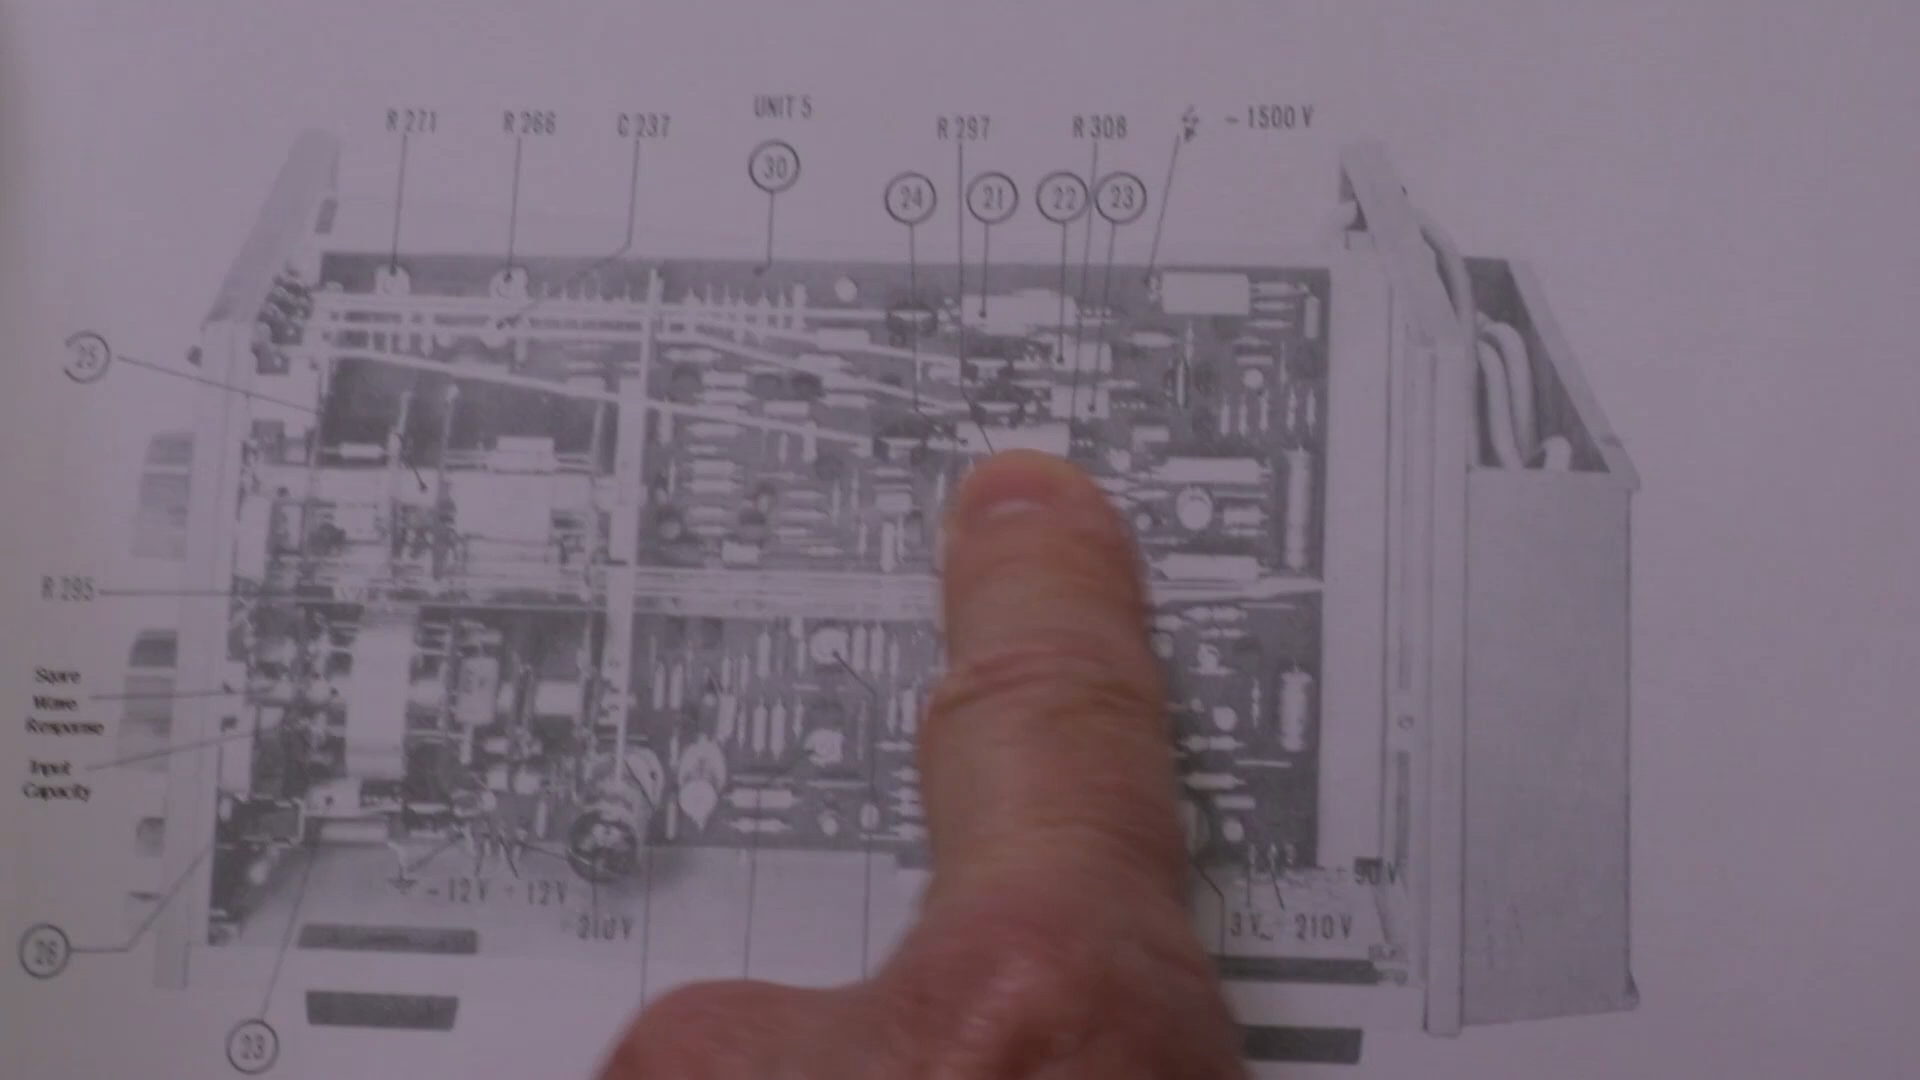 UNIT 5
R 271
R 266
C 237
R 297
R 308
- 1500 V
30
24
21
22
23
25
R 295
Sqare
Wave
Response
Input
Capacity
- 12 V
+ 12 V
210 V
- 90 V
3 V
210 V
26
23